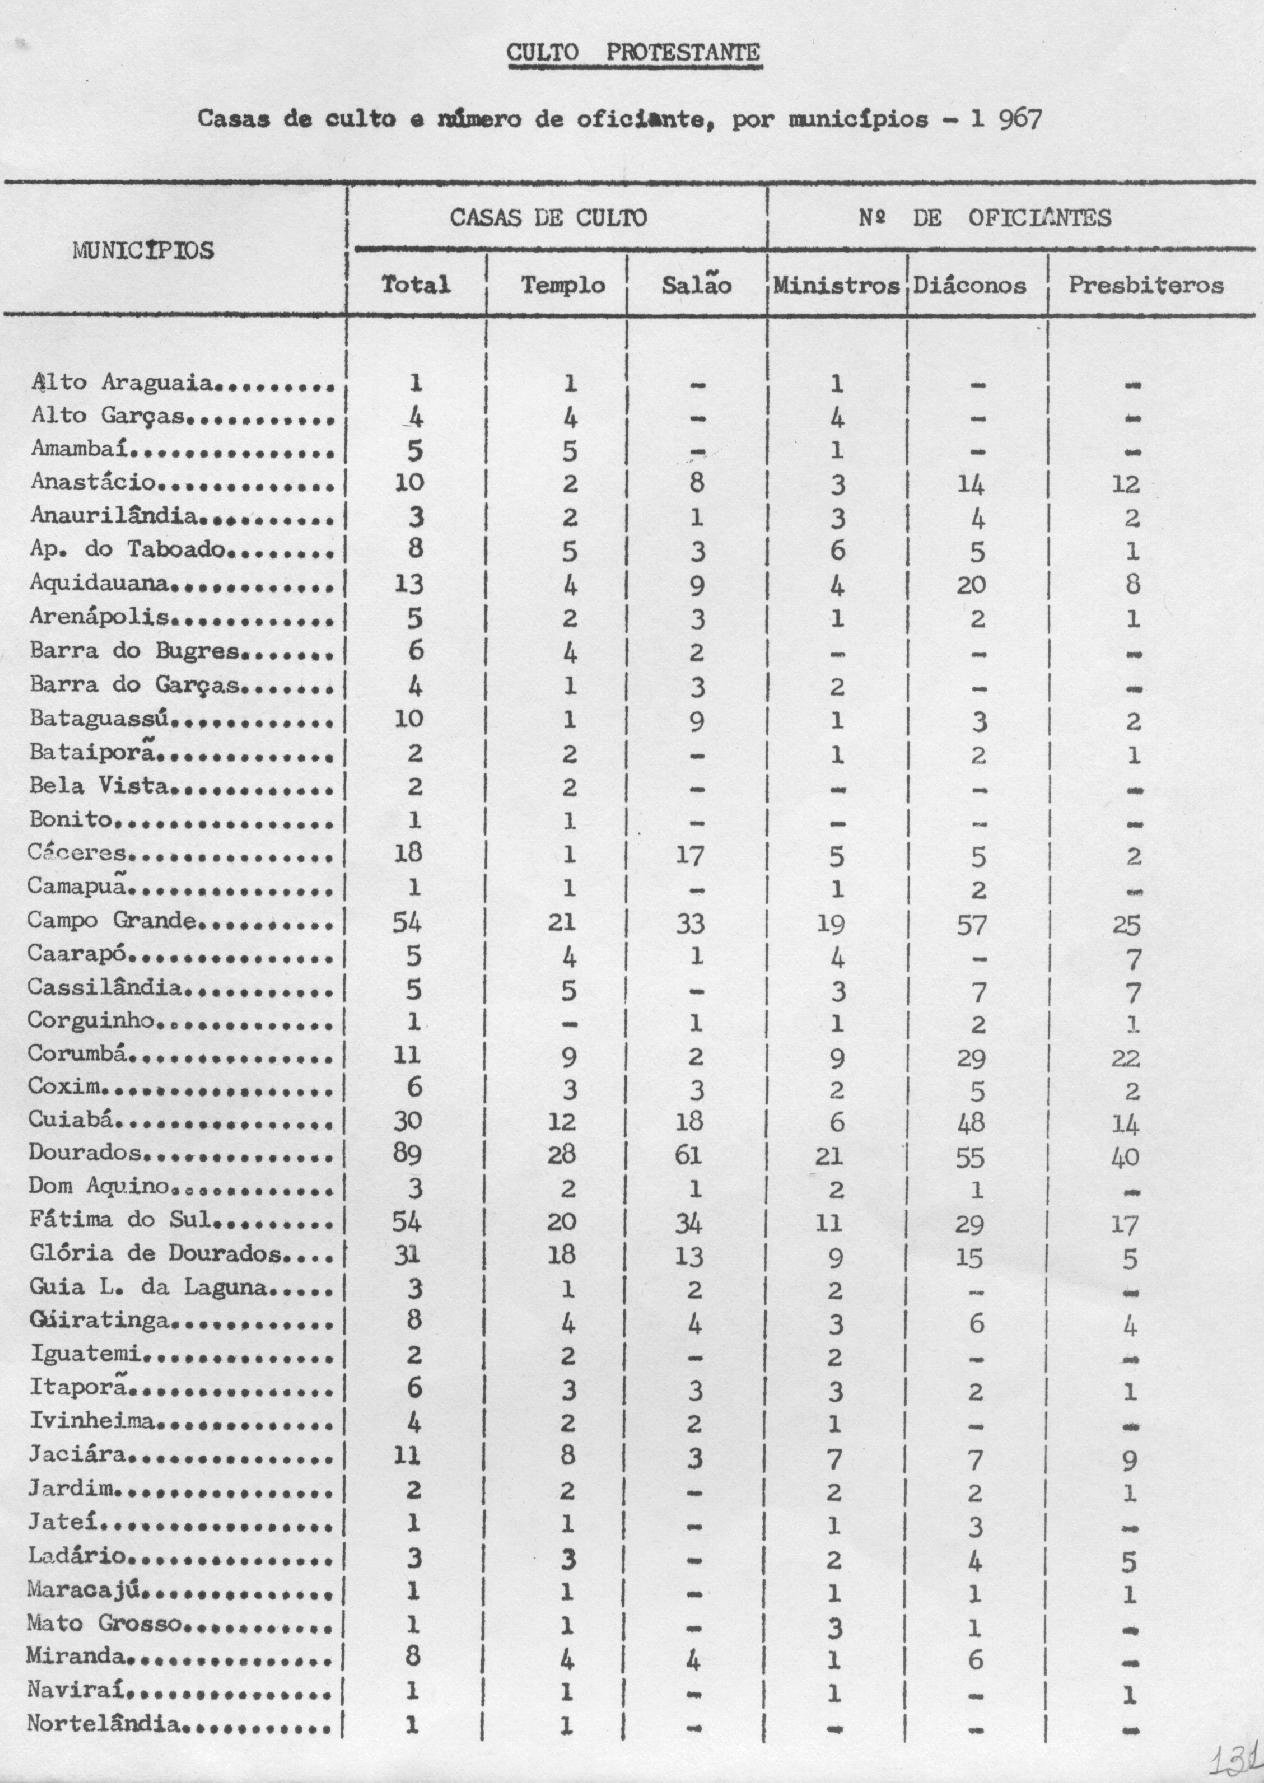 CULTO PROTESTANTE
Casas de culto e número de oficiante, por municípios - 1 967
MUNICÍPIOS CASAS DE CULTO Nº DE OFICIANTES
Total Templo Salão Ministros Diáconos Presbiteros
Alto Araguaia......... 1 1 - 1 - -
Alto Garças........... 4 4 - 4 - -
Amambaí............... 5 5 - 1 - -
Anastácio............. 10 2 8 3 14 12
Anaurilândia.......... 3 2 1 3 4 2
Ap. do Taboado........ 8 5 3 6 5 1
Aquidauana............ 13 4 9 4 20 8
Arenápolis............ 5 2 3 1 2 1
Barra do Bugres....... 6 4 2 - - -
Barra do Garças....... 4 1 3 2 - -
Bataguassú............ 10 1 9 1 3 2
Bataiporã............. 2 2 - 1 2 1
Bela Vista............ 2 2 - - - -
Bonito................ 1 1 - - - -
Cáceres............... 18 1 17 5 5 2
Camapuã............... 1 1 - 1 2 -
Campo Grande.......... 54 21 33 19 57 25
Caarapó............... 5 4 1 4 - 7
Cassilândia........... 5 5 - 3 7 7
Corguinho............. 1 - 1 1 2 1
Corumbá............... 11 9 2 9 29 22
Coxim................. 6 3 3 2 5 2
Cuiabá................ 30 12 18 6 48 14
Dourados.............. 89 28 61 21 55 40
Dom Aquino............ 3 2 1 2 1 -
Fátima do Sul......... 54 20 34 11 29 17
Glória de Dourados.... 31 18 13 9 15 5
Guia L. da Laguna..... 3 1 2 2 - -
Guiratinga............ 8 4 4 3 6 4
Iguatemi.............. 2 2 - 2 - -
Itaporã............... 6 3 3 3 2 1
Ivinheima............. 4 2 2 1 - -
Jaciára............... 11 8 3 7 7 9
Jardim................ 2 2 - 2 2 1
Jateí................. 1 1 - 1 3 -
Ladário............... 3 3 - 2 4 5
Maracajú.............. 1 1 - 1 1 1
Mato Grosso........... 1 1 - 3 1 -
Miranda............... 8 4 4 1 6 -
Naviraí............... 1 1 - 1 - 1
Nortelândia........... 1 1 - - - -
131